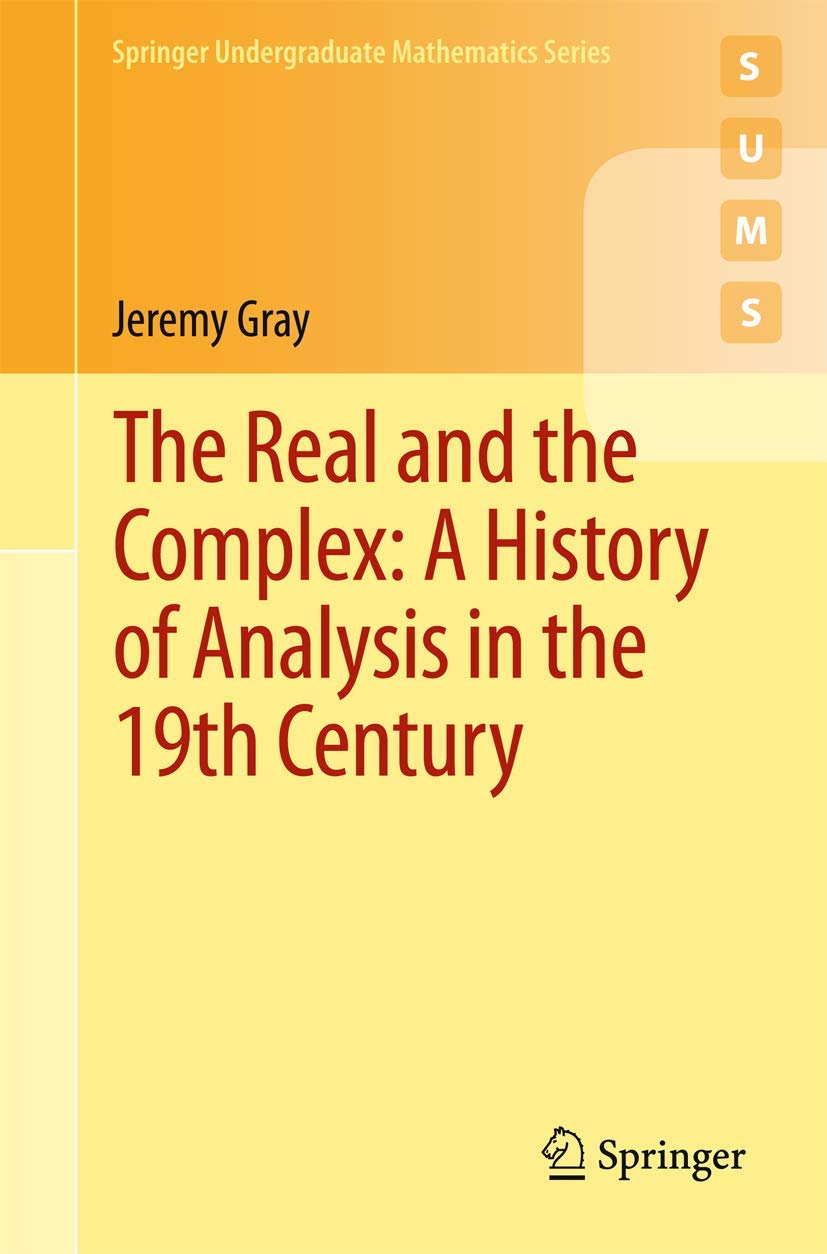 Springer Undergraduate Mathematics Series
S
U
M
S
Jeremy Gray
The Real and the
Complex: A History
of Analysis in the
19th Century
Springer